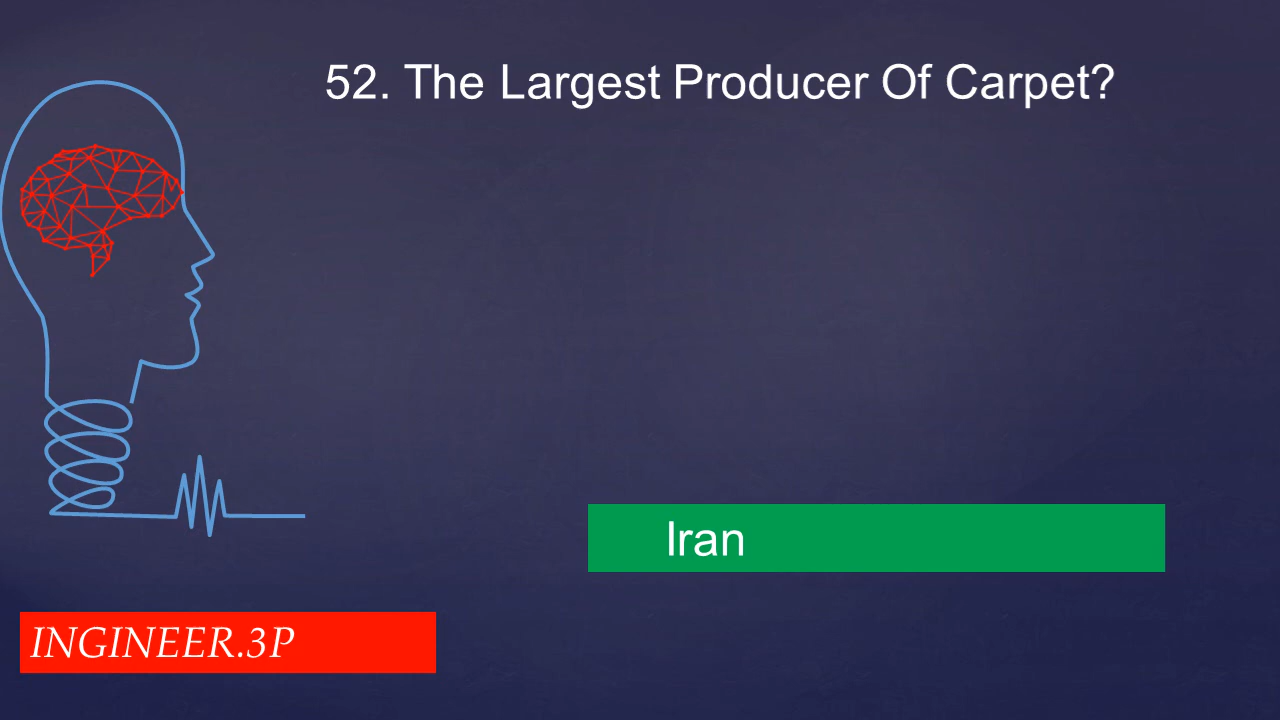 52. The Largest Producer Of Carpet?
Iran
INGINEER.3P